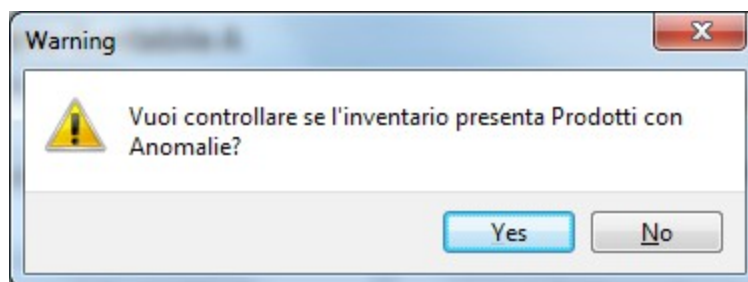 Warning
Vuoi controllare se l'inventario presenta Prodotti con
Anomalie?
Yes
No